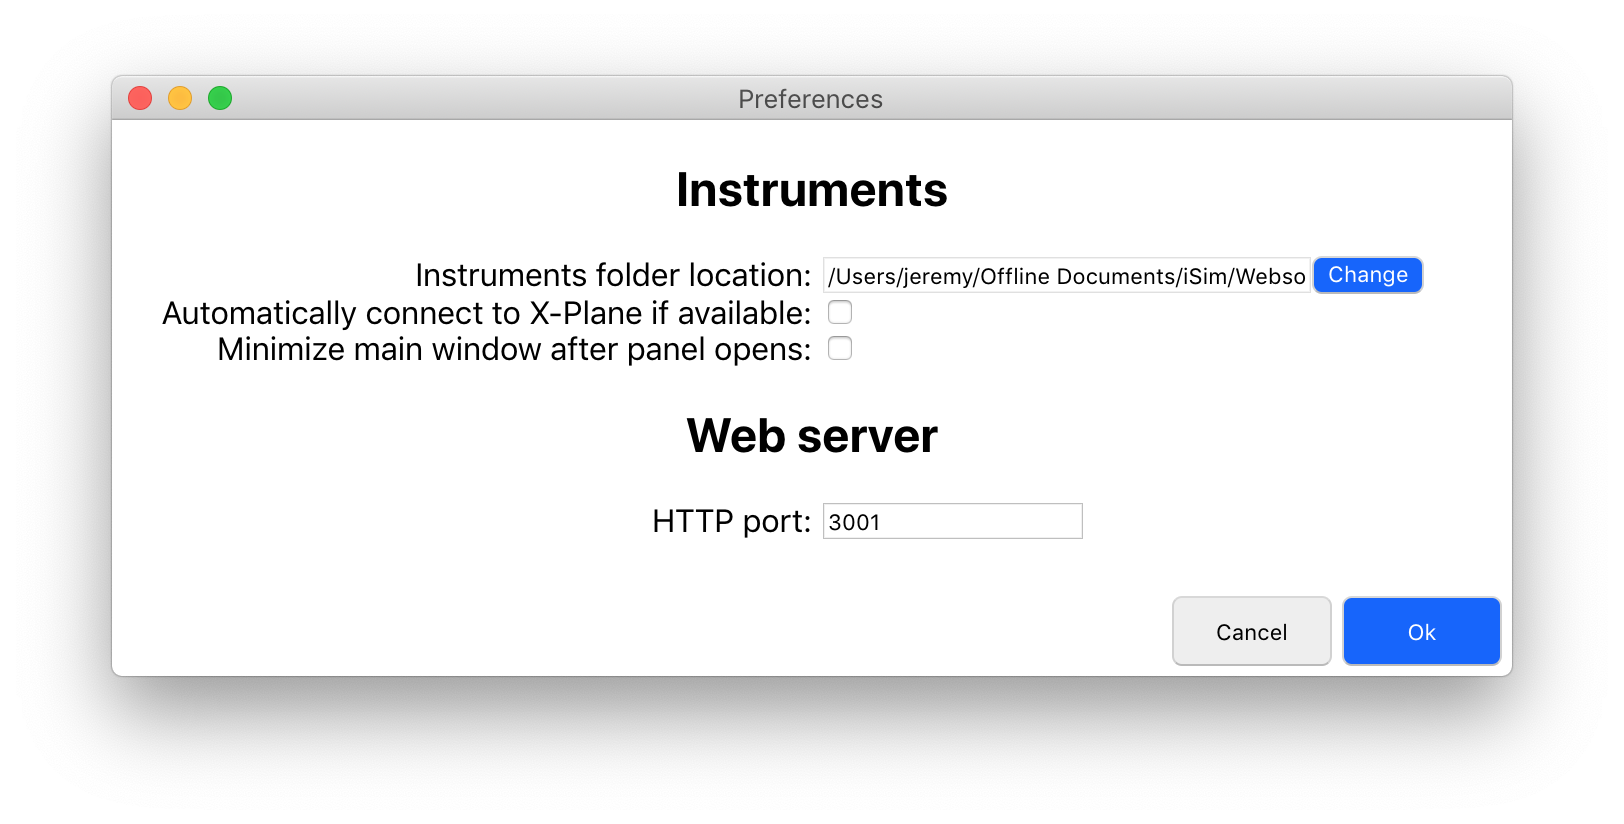 Preferences
Instruments
Instruments folder location: /Users/jeremy/Offline Documents/iSim/Webso Change
Automatically connect to X-Plane if available:
Minimize main window after panel opens:
Web server
HTTP port: 3001
Cancel Ok